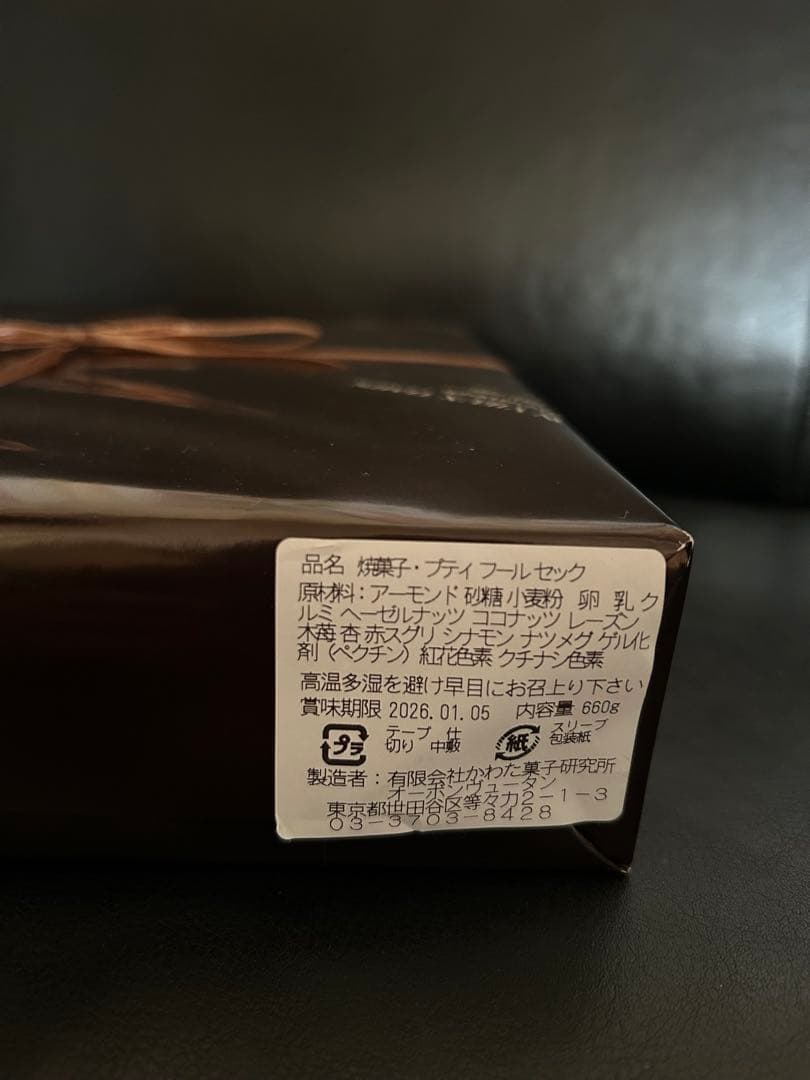 品名 焼菓子・プティ フール セック
原材料：アーモンド 砂糖 小麦粉 卵 乳 ク
ルミ ヘーゼルナッツ ココナッツ レーズン
木苺 杏 赤スグリ シナモン ナツメグ ゲル化
剤（ペクチン）紅花色素 クチナシ色素
高温多湿を避け早目にお召上り下さい
賞味期限 2026.01.05 内容量 660g
プラ テープ 仕切り 中敷 紙 スリーブ 包装紙
製造者：有限会社かわた菓子研究所
オーボンヴュータン
東京都世田谷区等々力2－1－3
03－3703－8428